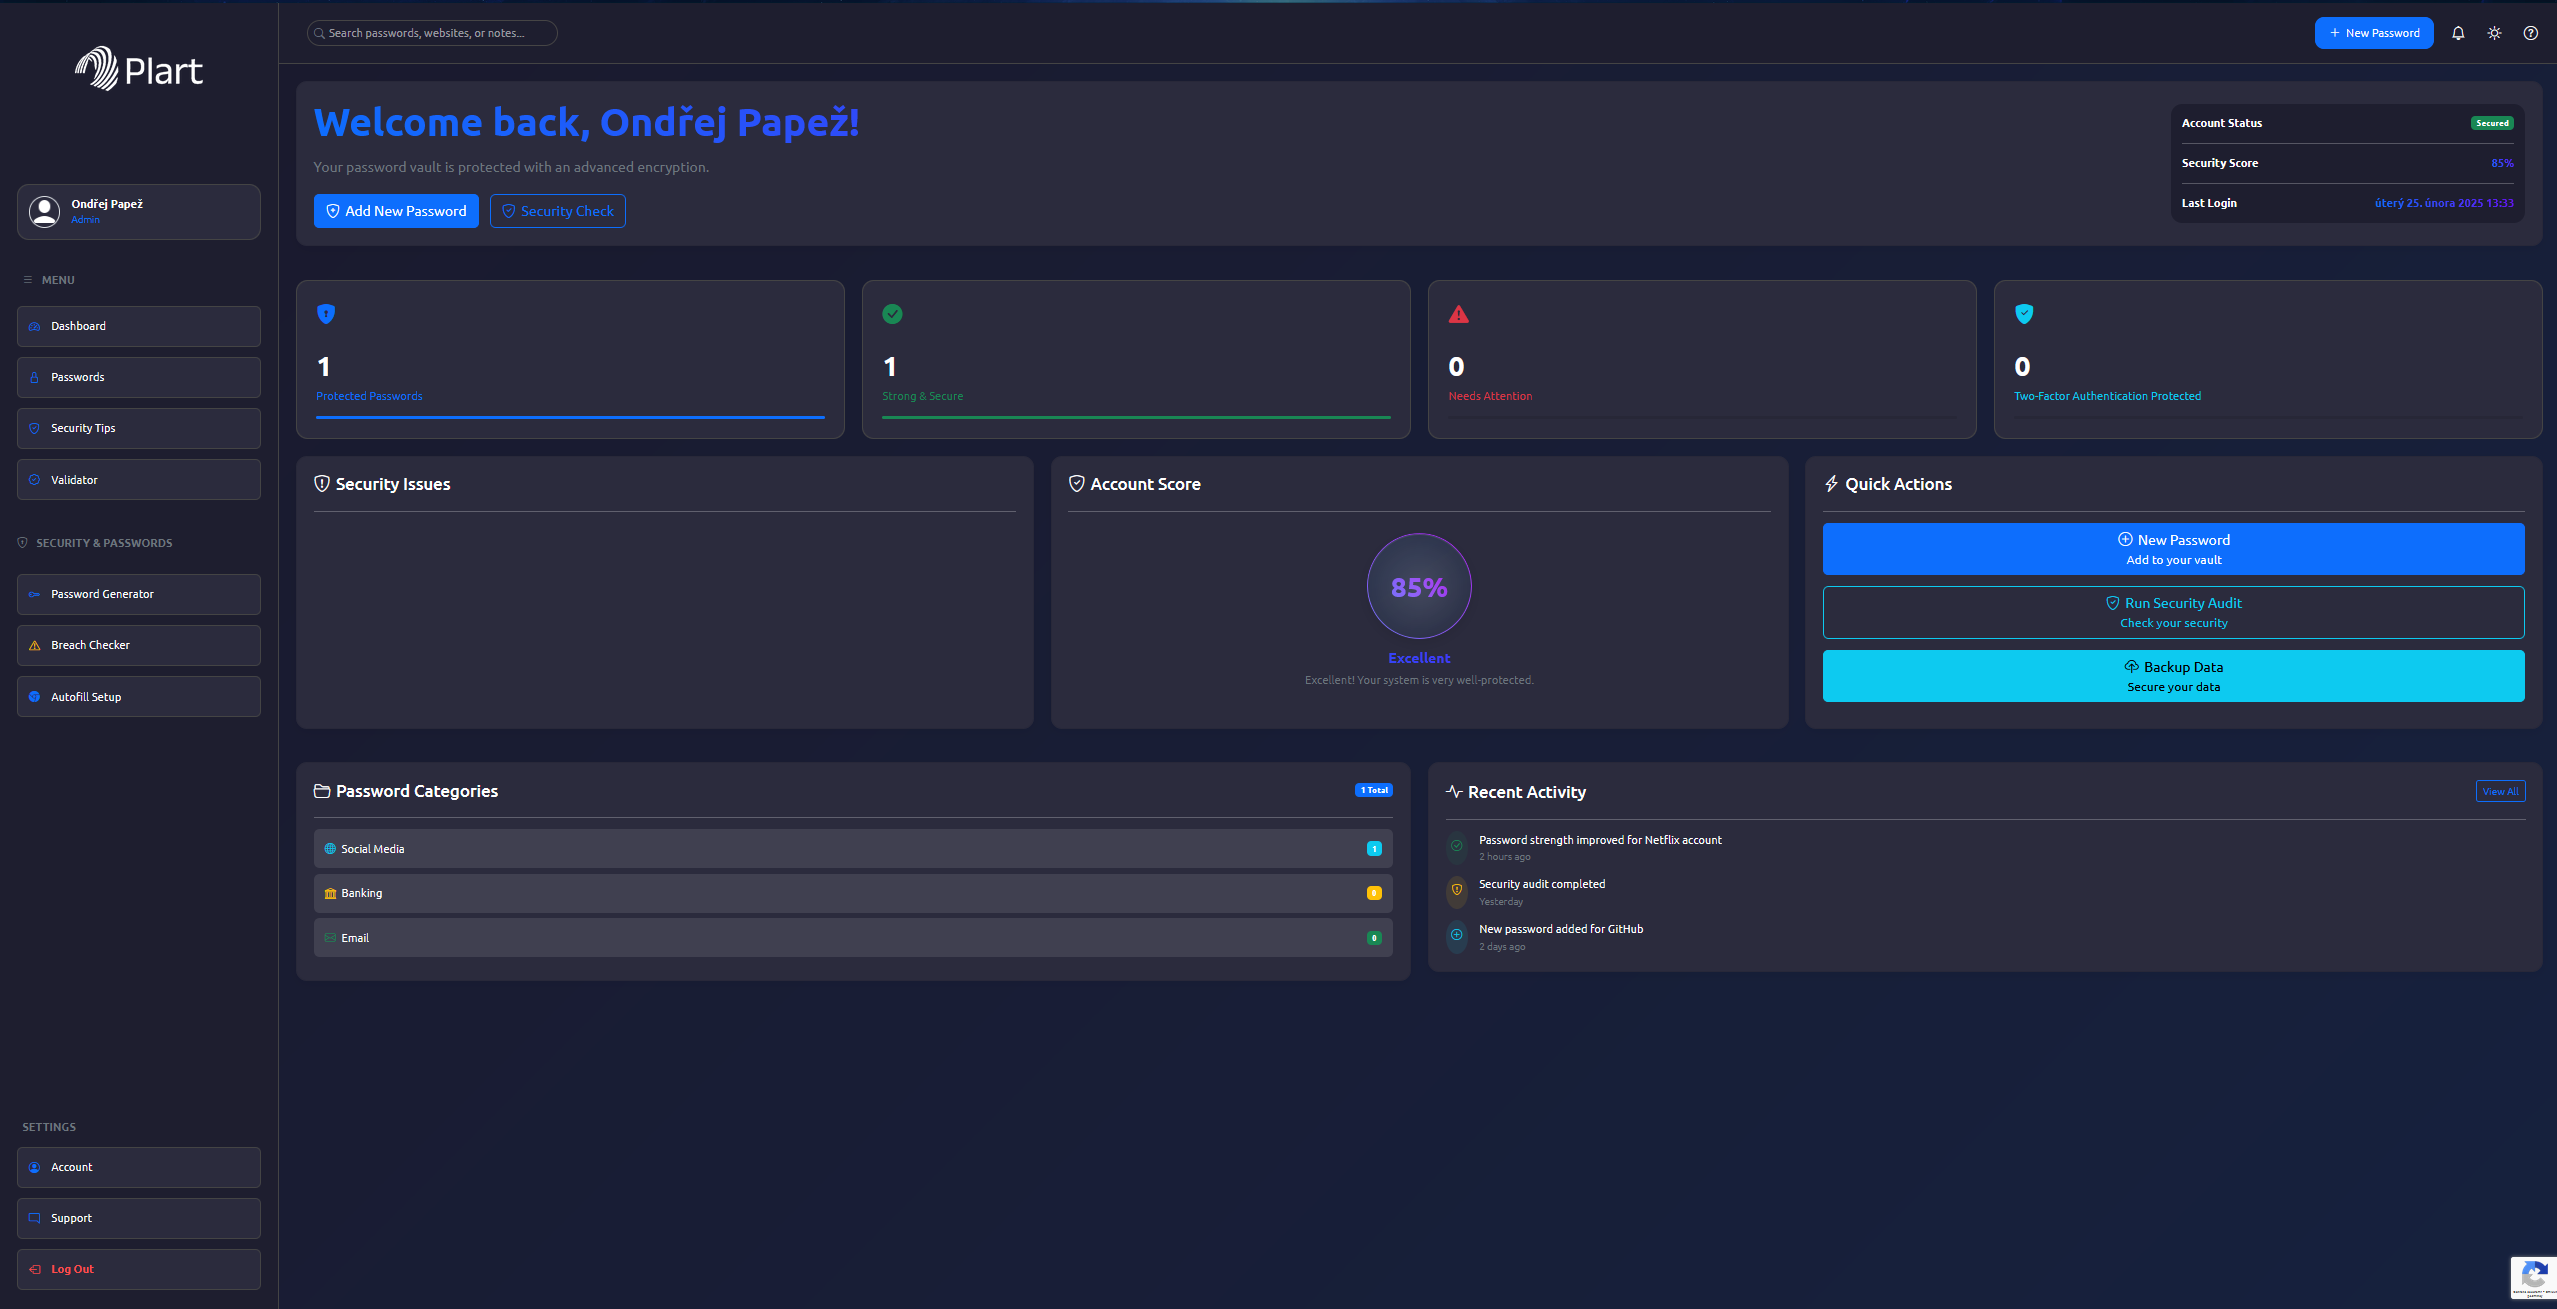 Plart
Search passwords, websites, or notes...
New Password
Ondřej Papež
Admin
MENU
Dashboard
Passwords
Security Tips
Validator
SECURITY & PASSWORDS
Password Generator
Breach Checker
Autofill Setup
SETTINGS
Account
Support
Log Out
Welcome back, Ondřej Papež!
Your password vault is protected with an advanced encryption.
Add New Password
Security Check
Account Status
Secured
Security Score
85%
Last Login
úterý 25. února 2025 13:33
1
Protected Passwords
1
Strong & Secure
0
Needs Attention
0
Two-Factor Authentication Protected
Security Issues
Account Score
85%
Excellent
Excellent! Your system is very well-protected.
Quick Actions
New Password
Add to your vault
Run Security Audit
Check your security
Backup Data
Secure your data
Password Categories
1 Total
Social Media
1
Banking
0
Email
0
Recent Activity
View All
Password strength improved for Netflix account
2 hours ago
Security audit completed
Yesterday
New password added for GitHub
2 days ago